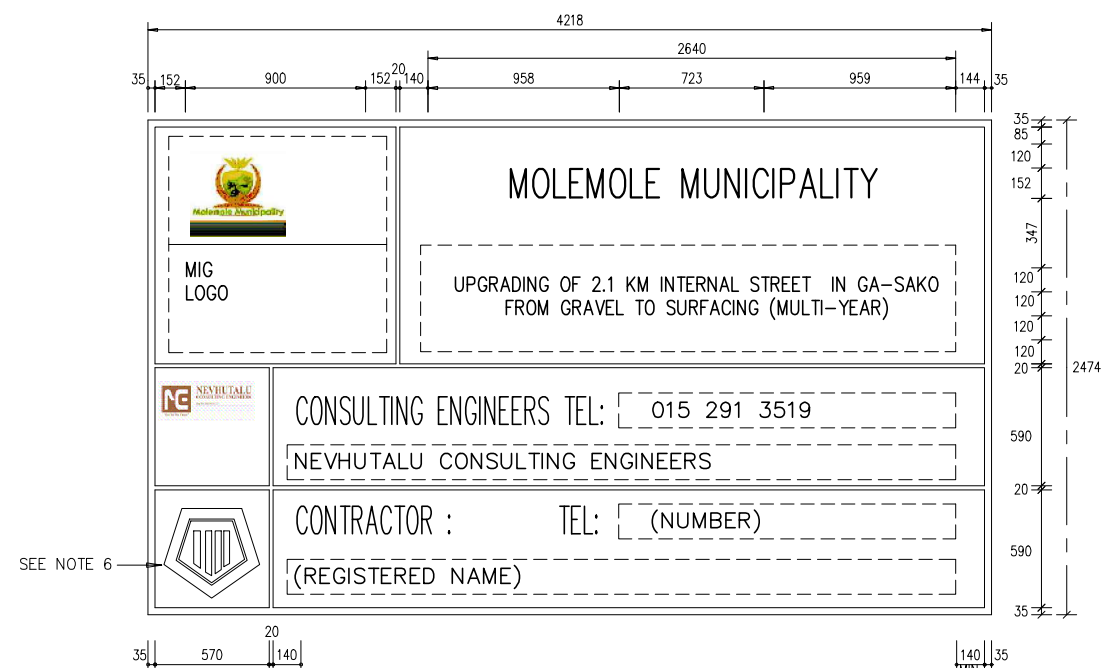 4218
2640
35 152 900 152 20 140 958 723 959 144 35
35
85
120
152
347
120
120
120
120
20
590
20
590
35
2474
Molemole Municipality
MOLEMOLE MUNICIPALITY
MIG
LOGO
UPGRADING OF 2.1 KM INTERNAL STREET IN GA-SAKO
FROM GRAVEL TO SURFACING (MULTI-YEAR)
NE NEVHUTALU
CONSULTING ENGINEERS
CONSULTING ENGINEERS TEL: 015 291 3519
NEVHUTALU CONSULTING ENGINEERS
CONTRACTOR : TEL: (NUMBER)
SEE NOTE 6
(REGISTERED NAME)
20
35 570 140 140 35